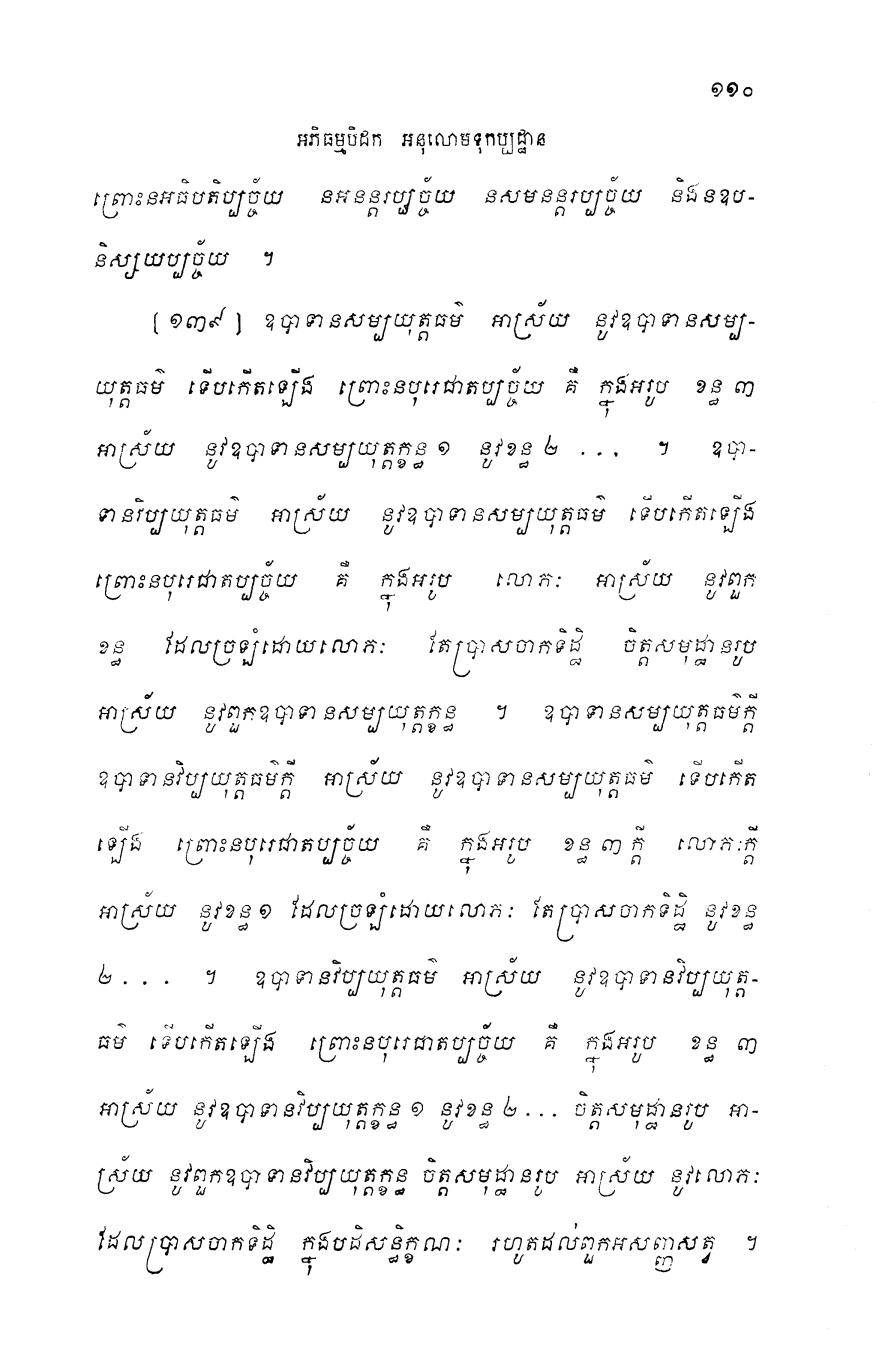 ១១០
អភិធម្មបិដក អនុលោមទុកប្បដ្ឋាន
ព្រោះនអធិបតិប្បច្ច័យ នអនន្តរប្បច្ច័យ នសមនន្តរប្បច្ច័យ និងនឧប-
និស្សយប្បច្ច័យ ។
[ ១៣៩ ] ឧបាទានសម្បយុត្តធម៌ អាស្រ័យ នូវឧបាទានសម្ប-
យុត្តធម៌ ទើបកើតឡើង ព្រោះនបុរេជាតប្បច្ច័យ គឺ ក្នុងអរូប ខន្ធ ៣
អាស្រ័យ នូវឧបាទានសម្បយុត្តក្ខន្ធ ១ នូវខន្ធ ២ ... ។ ឧបា-
ទានវិប្បយុត្តធម៌ អាស្រ័យ នូវឧបាទានសម្បយុត្តធម៌ ទើបកើតឡើង
ព្រោះនបុរេជាតប្បច្ច័យ គឺ ក្នុងអរូប លោភៈ អាស្រ័យ នូវពួក
ខន្ធ ដែលច្រឡំដោយលោភៈ តែប្រាសចាកទិដ្ឋិ ចិត្តសមុដ្ឋានរូប
អាស្រ័យ នូវពួកឧបាទានសម្បយុត្តក្ខន្ធ ។ ឧបាទានសម្បយុត្តធម៌ក្តី
ឧបាទានវិប្បយុត្តធម៌ក្តី អាស្រ័យ នូវឧបាទានសម្បយុត្តធម៌ ទើបកើត
ឡើង ព្រោះនបុរេជាតប្បច្ច័យ គឺ ក្នុងអរូប ខន្ធ ៣ ក្តី លោភៈក្តី
អាស្រ័យ នូវខន្ធ ១ ដែលច្រឡំដោយលោភៈ តែប្រាសចាកទិដ្ឋិ នូវខន្ធ
២ ... ។ ឧបាទានវិប្បយុត្តធម៌ អាស្រ័យ នូវឧបាទានវិប្បយុត្ត-
ធម៌ ទើបកើតឡើង ព្រោះនបុរេជាតប្បច្ច័យ គឺ ក្នុងអរូប ខន្ធ ៣
អាស្រ័យ នូវឧបាទានវិប្បយុត្តក្ខន្ធ ១ នូវខន្ធ ២ ... ចិត្តសមុដ្ឋានរូប អា-
ស្រ័យ នូវពួកឧបាទានវិប្បយុត្តក្ខន្ធ ចិត្តសមុដ្ឋានរូប អាស្រ័យ នូវលោភៈ
ដែលប្រាសចាកទិដ្ឋិ ក្នុងបដិសន្ធិក្ខណៈ រហូតដល់ពួកអសញ្ញសត្វ ។